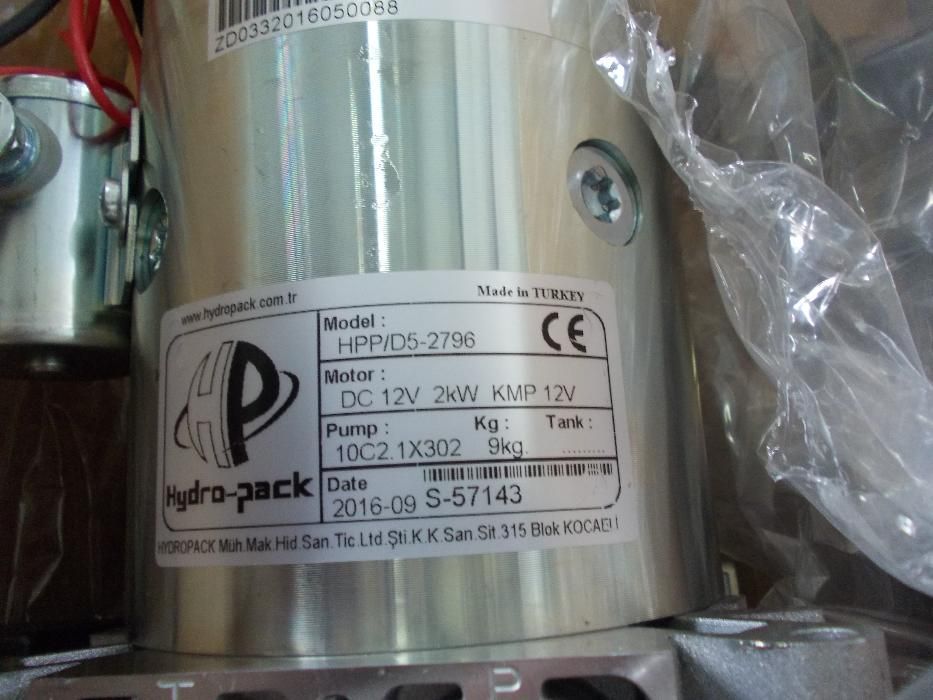 ZD0332016050088
www.hydropack.com.tr Made in TURKEY
HP
Hydro-pack
Model :
HPP/D5-2796 CE
Motor :
DC 12V 2kW KMP 12V
Pump : Kg : Tank :
10C2.1X302 9kg. .........
Date
2016-09 S-57143
HYDROPACK Müh.Mak.Hid.San.Tic.Ltd.Şti.K.K.San.Sit.315 Blok KOCAELİ
T P